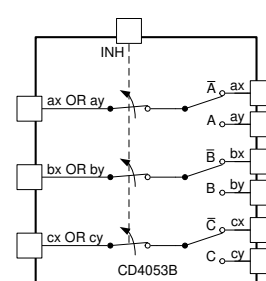 INH
A̅ ax
ax OR ay
A ay
B̅ bx
bx OR by
B by
C̅ cx
cx OR cy
C cy
CD4053B